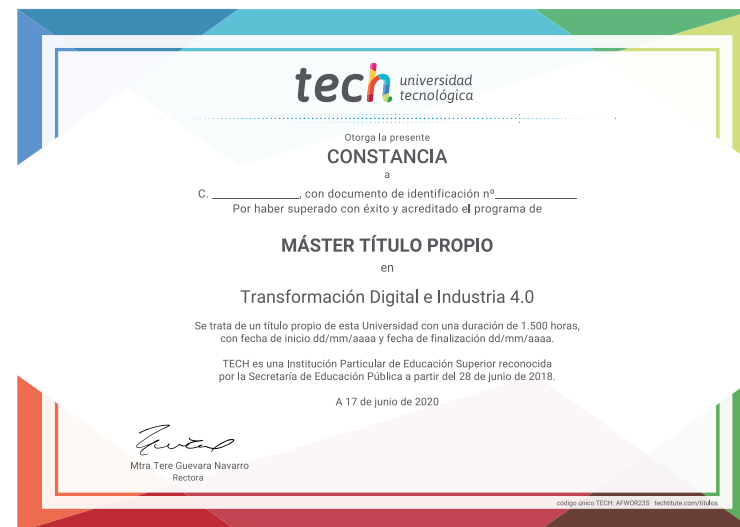 tech universidad
tecnológica
Otorga la presente
CONSTANCIA
a
C. ________________, con documento de identificación nº______________
Por haber superado con éxito y acreditado el programa de
MÁSTER TÍTULO PROPIO
en
Transformación Digital e Industria 4.0
Se trata de un título propio de esta Universidad con una duración de 1.500 horas,
con fecha de inicio dd/mm/aaaa y fecha de finalización dd/mm/aaaa.
TECH es una Institución Particular de Educación Superior reconocida
por la Secretaría de Educación Pública a partir del 28 de junio de 2018.
A 17 de junio de 2020
Mtra.Tere Guevara Navarro
Rectora
código único TECH: AFWOR23S techtitute.com/titulos